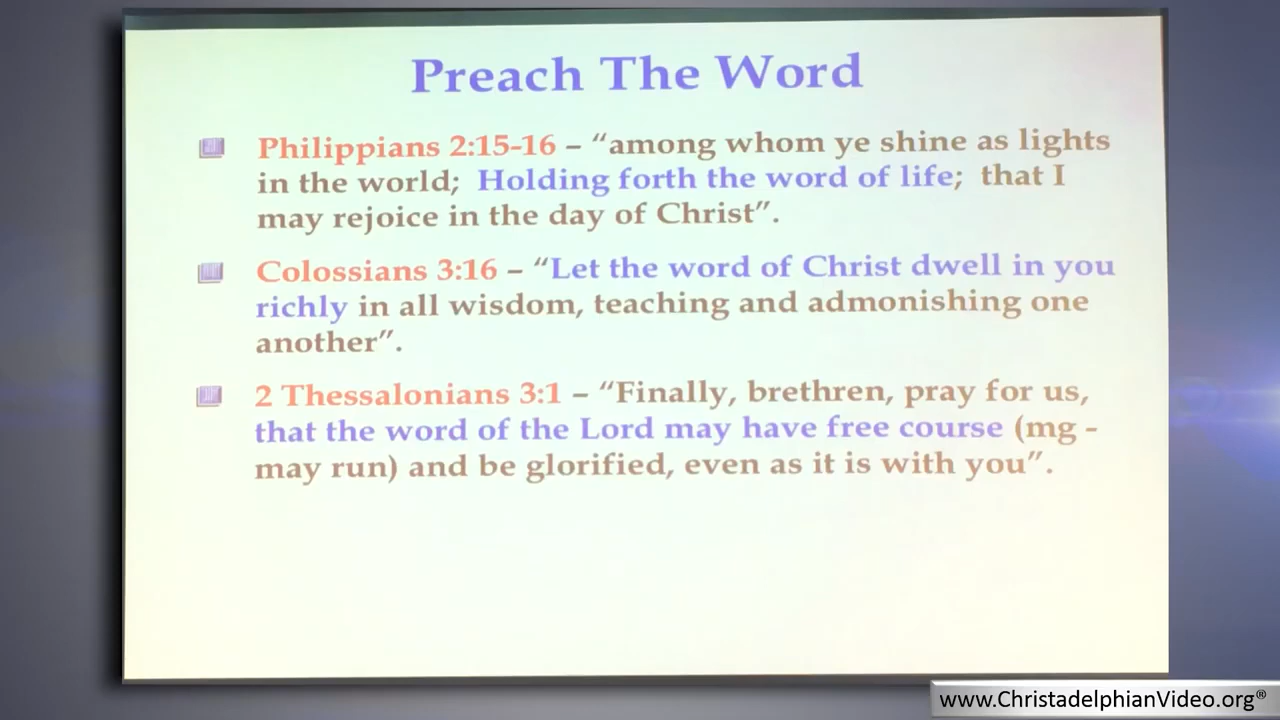 Preach The Word
Philippians 2:15-16 – “among whom ye shine as lights
in the world;  Holding forth the word of life;  that I
may rejoice in the day of Christ”.
Colossians 3:16 – “Let the word of Christ dwell in you
richly in all wisdom, teaching and admonishing one
another”.
2 Thessalonians 3:1 – “Finally, brethren, pray for us,
that the word of the Lord may have free course (mg -
may run) and be glorified, even as it is with you”.
www.ChristadelphianVideo.org®